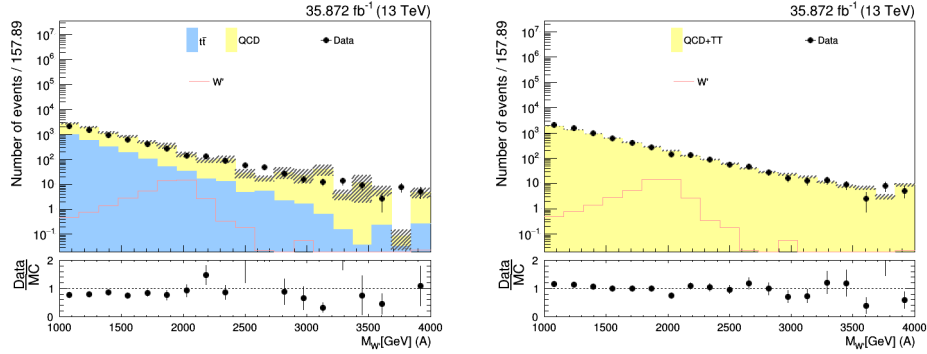 35.872 fb⁻¹ (13 TeV)
Number of events / 157.89
10⁷
10⁶
10⁵
10⁴
10³
10²
10
1
10⁻¹
tt̄
QCD
Data
W'
Data
MC
2
1
0
1000 1500 2000 2500 3000 3500 4000
M_W'[GeV] (A)
35.872 fb⁻¹ (13 TeV)
Number of events / 157.89
10⁷
10⁶
10⁵
10⁴
10³
10²
10
1
10⁻¹
QCD+TT
Data
W'
Data
MC
2
1
0
1000 1500 2000 2500 3000 3500 4000
M_W'[GeV] (A)